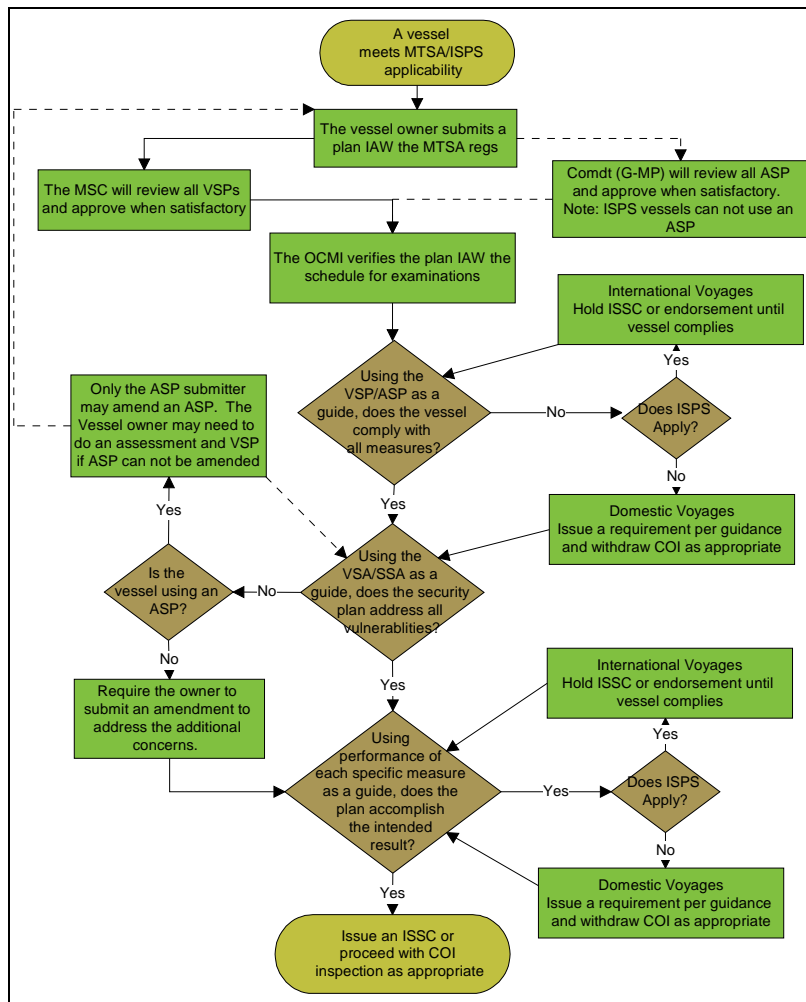 A vessel
meets MTSA/ISPS
applicability
The vessel owner submits a
plan IAW the MTSA regs
The MSC will review all VSPs
and approve when satisfactory
Comdt (G-MP) will review all ASP
and approve when satisfactory.
Note: ISPS vessels can not use an
ASP
The OCMI verifies the plan IAW the
schedule for examinations
International Voyages
Hold ISSC or endorsement until
vessel complies
Yes
Using the
VSP/ASP as a
guide, does the vessel
comply with
all measures?
No
Does ISPS
Apply?
No
Only the ASP submitter
may amend an ASP.  The
Vessel owner may need to
do an assessment and VSP
if ASP can not be amended
Yes
Yes
Domestic Voyages
Issue a requirement per guidance
and withdraw COI as appropriate
Is the
vessel using an
ASP?
No
Using the
VSA/SSA as a
guide, does the security
plan address all
vulnerablities?
No
Yes
Require the owner to
submit an amendment to
address the additional
concerns.
International Voyages
Hold ISSC or endorsement until
vessel complies
Yes
Using
performance of
each specific measure
as a guide, does the
plan accomplish
the intended
result?
Yes
Does ISPS
Apply?
No
Yes
Domestic Voyages
Issue a requirement per guidance
and withdraw COI as appropriate
Issue an ISSC or
proceed with COI
inspection as appropriate